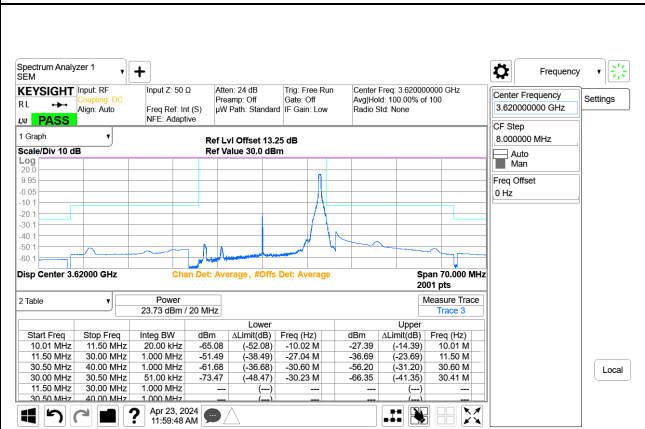 Spectrum Analyzer 1
SEM
Frequency
KEYSIGHT Input: RF Input Z: 50 Ω Atten: 24 dB Trig: Free Run Center Freq: 3.620000000 GHz
RL Coupling: DC Preamp: Off Gate: Off Avg|Hold: 100.00% of 100
Align: Auto Freq Ref: Int (S) µW Path: Standard IF Gain: Low Radio Std: None
LXI PASS NFE: Adaptive
Center Frequency
3.620000000 GHz
Settings
CF Step
8.000000 MHz
Auto
Man
Freq Offset
0 Hz
1 Graph
Ref Lvl Offset 13.25 dB
Scale/Div 10 dB Ref Value 30.0 dBm
Log
20.0
9.95
-0.05
-10.1
-20.1
-30.1
-40.1
-50.1
-60.1
Disp Center 3.62000 GHz Chan Det: Average, #Offs Det: Average Span 70.000 MHz
2001 pts
2 Table
Power
23.73 dBm / 20 MHz
Measure Trace
Trace 3
Lower Upper
Start Freq Stop Freq Integ BW dBm ΔLimit(dB) Freq (Hz) dBm ΔLimit(dB) Freq (Hz)
10.01 MHz 11.50 MHz 20.00 kHz -65.08 (-52.08) -10.02 M -27.39 (-14.39) 10.01 M
11.50 MHz 30.00 MHz 1.000 MHz -51.49 (-38.49) -27.04 M -36.69 (-23.69) 11.50 M
30.50 MHz 40.00 MHz 1.000 MHz -61.68 (-36.68) -30.60 M -56.20 (-31.20) 30.60 M
30.00 MHz 30.50 MHz 51.00 kHz -73.47 (-48.47) -30.23 M -66.35 (-41.35) 30.41 M
11.50 MHz 30.00 MHz 1.000 MHz --- (---) --- --- (---) ---
30.50 MHz 40.00 MHz 1.000 MHz --- (---) --- --- (---) ---
Local
Apr 23, 2024
11:59:48 AM